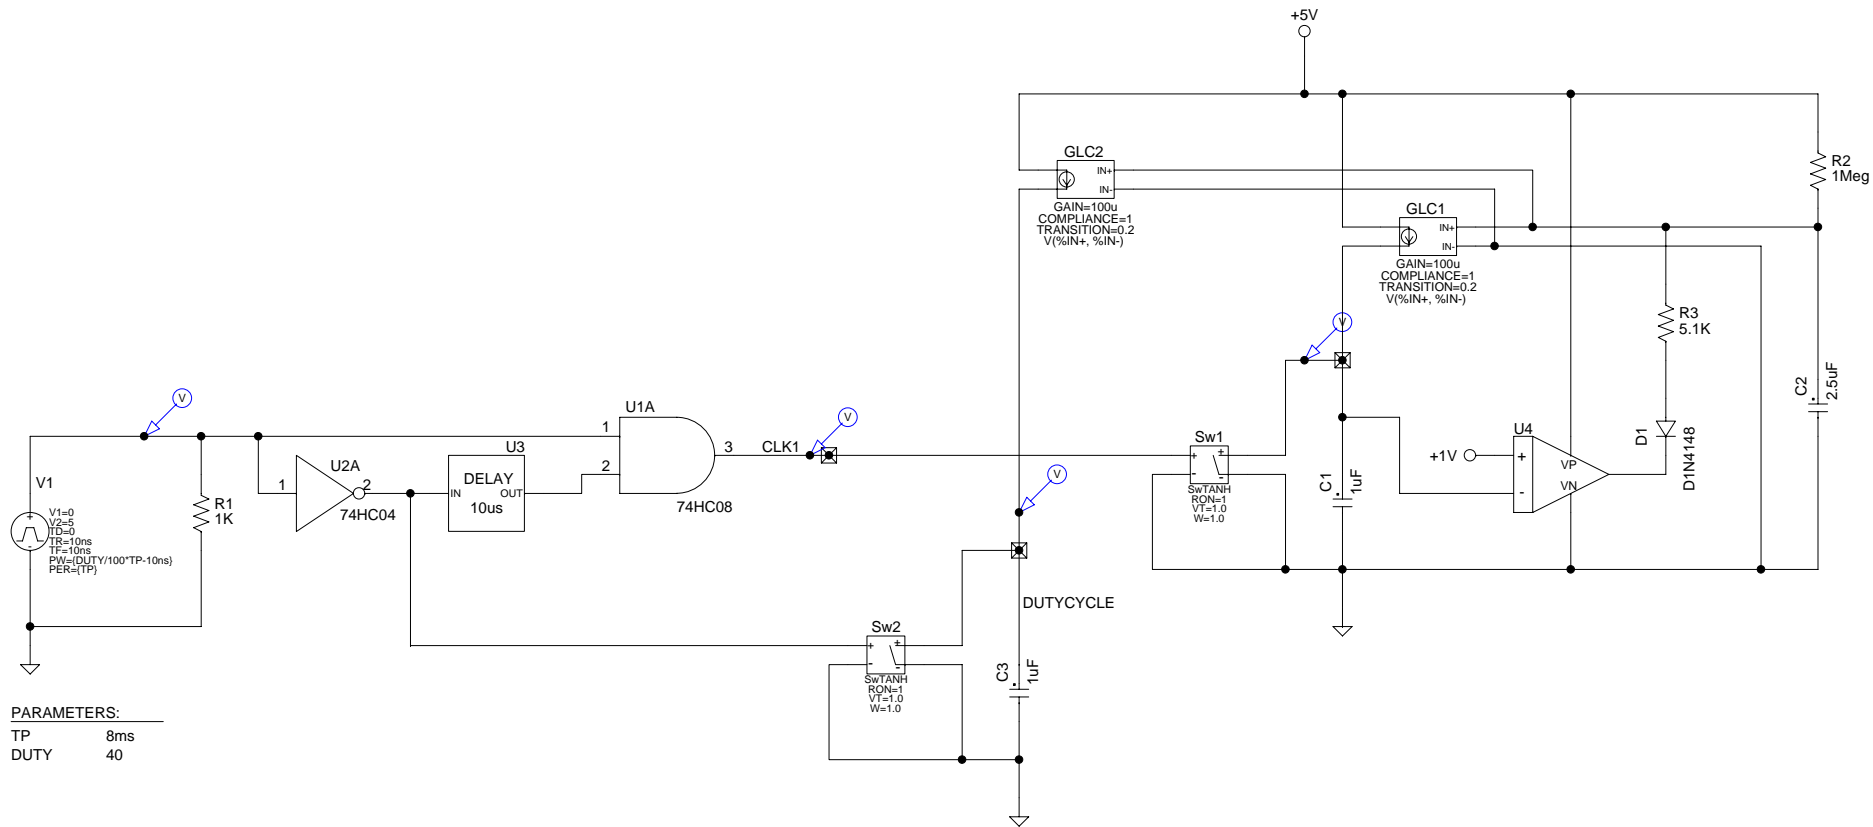 +5V
GLC2
IN+
IN-
GAIN=100u
COMPLIANCE=1
TRANSITION=0.2
V(%IN+, %IN-)
R2
1Meg
GLC1
IN+
IN-
GAIN=100u
COMPLIANCE=1
TRANSITION=0.2
V(%IN+, %IN-)
R3
5.1K
V
C2
2.5uF
V
V
U1A
1
2
3
CLK1
74HC08
Sw1
+
-
+
-
SwTANH
RON=1
VT=1.0
W=1.0
C1
1uF
+1V
U4
+
-
VP
VN
D1
D1N4148
V
V1
+
-
V1=0
V2=5
TD=0
TR=10ns
TF=10ns
PW={DUTY/100*TP-10ns}
PER={TP}
R1
1K
U2A
1
2
74HC04
U3
DELAY
IN
OUT
10us
DUTYCYCLE
Sw2
+
-
+
-
SwTANH
RON=1
VT=1.0
W=1.0
C3
1uF
PARAMETERS:
TP 8ms
DUTY 40